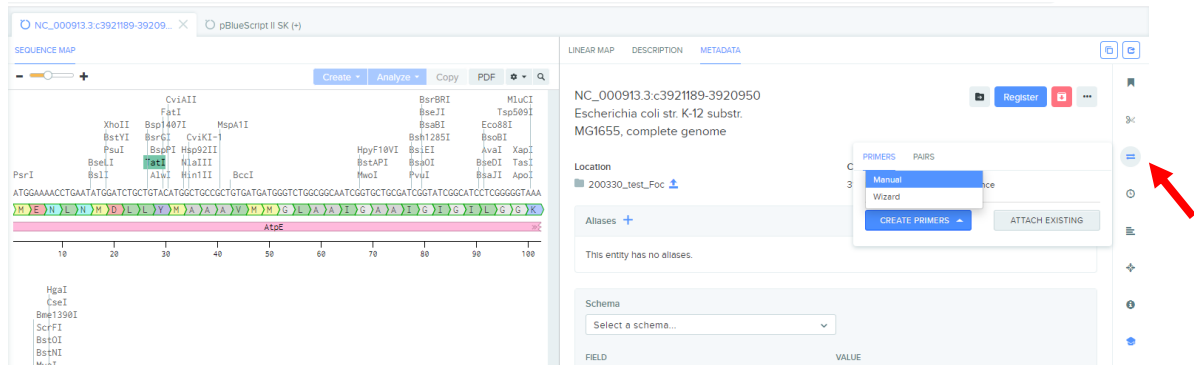 NC_000913.3:c3921189-39209... ×
pBlueScript II SK (+)
SEQUENCE MAP
Create
Analyze
Copy
PDF
CviAII BsrBRI MluCI
FatI BseJI Tsp509I
XhoII Bsp1407I MspA1I BsaBI Eco88I
BstYI BsrGI CviKI-1 Bsh1285I BsoBI
PsuI BspPI Hsp92II HpyF10VI BsiEI AvaI XapI
BseLI TatI NlaIII BstAPI BsaOI BseDI TasI
PsrI BslI AlwI Hin1II BccI MwoI PvuI BsaJI ApoI
ATGGAAAACCTGAATATGGATCTGCTGTACATGGCTGCCGCTGTGATGATGGGTCTGGCGGCAATCGGTGCTGCGATCGGTATCGGCATCCTCGGGGGTAAA
M E N L N M D L L Y M A A A V M M G L A A I G A A I G I G I L G G K
AtpE
10 20 30 40 50 60 70 80 90 100
HgaI
CseI
Bme1390I
ScrFI
BstOI
BstNI
LINEAR MAP DESCRIPTION METADATA
NC_000913.3:c3921189-3920950
Escherichia coli str. K-12 substr.
MG1655, complete genome
Register
Location
200330_test_Foc
Aliases +
This entity has no aliases.
Schema
Select a schema...
FIELD VALUE
PRIMERS PAIRS
Manual
Wizard
CREATE PRIMERS
ATTACH EXISTING